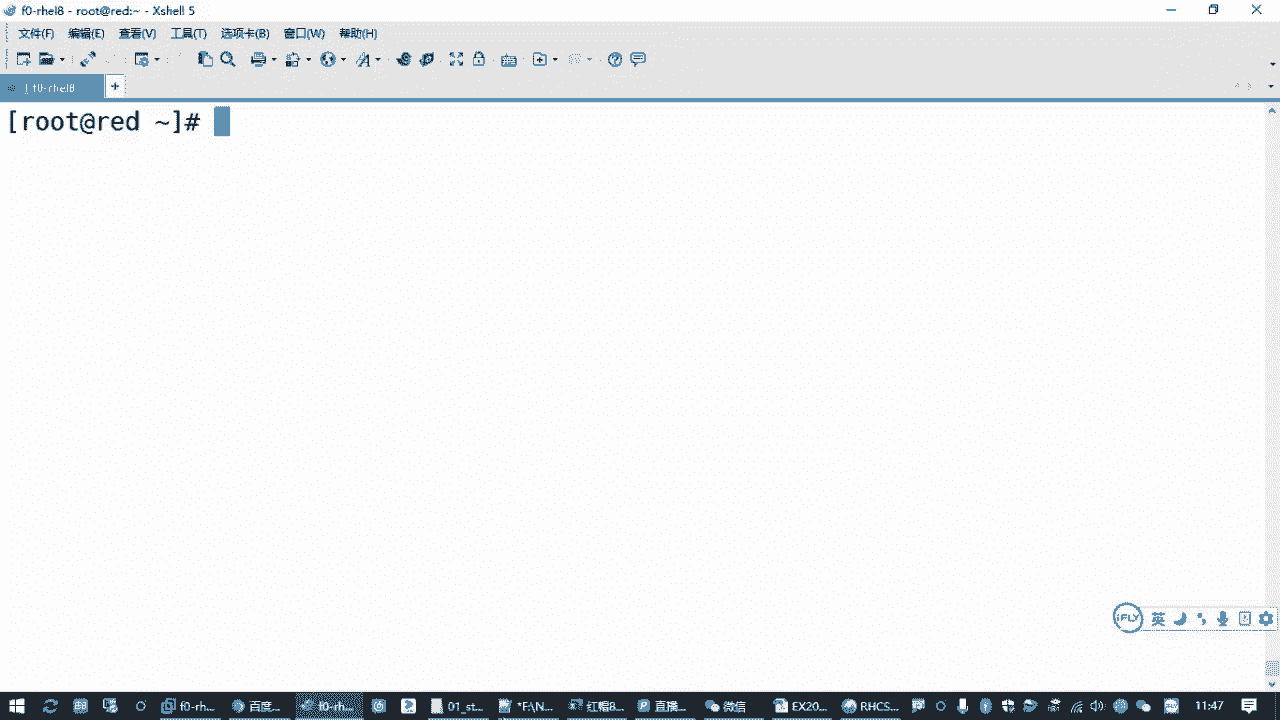 f0-rhel8 - root@red:~ - Xshell 5
文件(F) 编辑(E) 查看(V) 工具(T) 选项卡(B) 窗口(W) 帮助(H)
1 f0-rhel8 +
[root@red ~]#
iFLY 英
f0-rh... 百度... f0-rh... 01_st... *F:\N... 红帽8... 直播... 微信 EX20... RHCS... 11:47